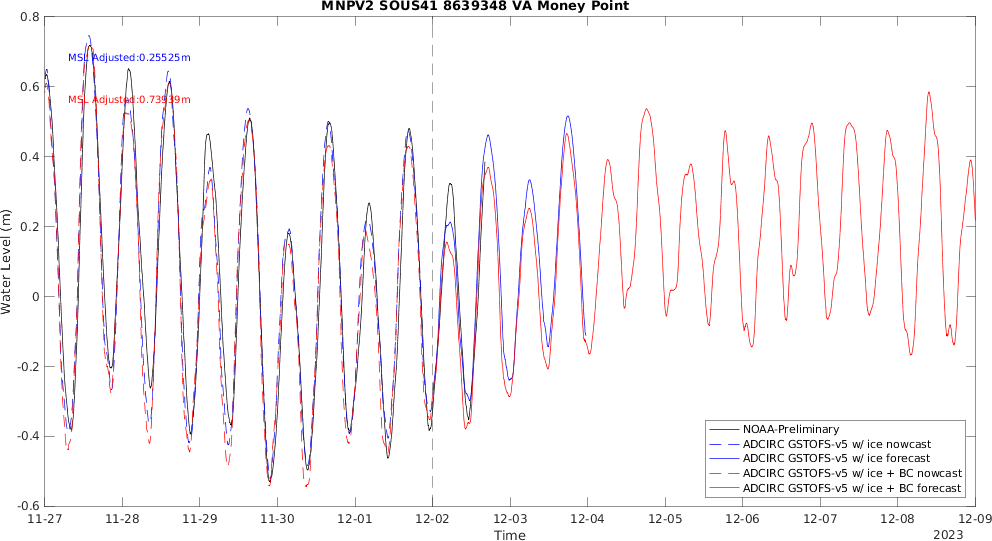 MNPV2 SOUS41 8639348 VA Money Point
0.8
0.6
0.4
0.2
0
-0.2
-0.4
-0.6
Water Level (m)
MSL Adjusted:0.25525m
MSL Adjusted:0.73939m
NOAA-Preliminary
ADCIRC GSTOFS-v5 w/ ice nowcast
ADCIRC GSTOFS-v5 w/ ice forecast
ADCIRC GSTOFS-v5 w/ ice + BC nowcast
ADCIRC GSTOFS-v5 w/ ice + BC forecast
11-27 11-28 11-29 11-30 12-01 12-02 12-03 12-04 12-05 12-06 12-07 12-08 12-09
Time
2023